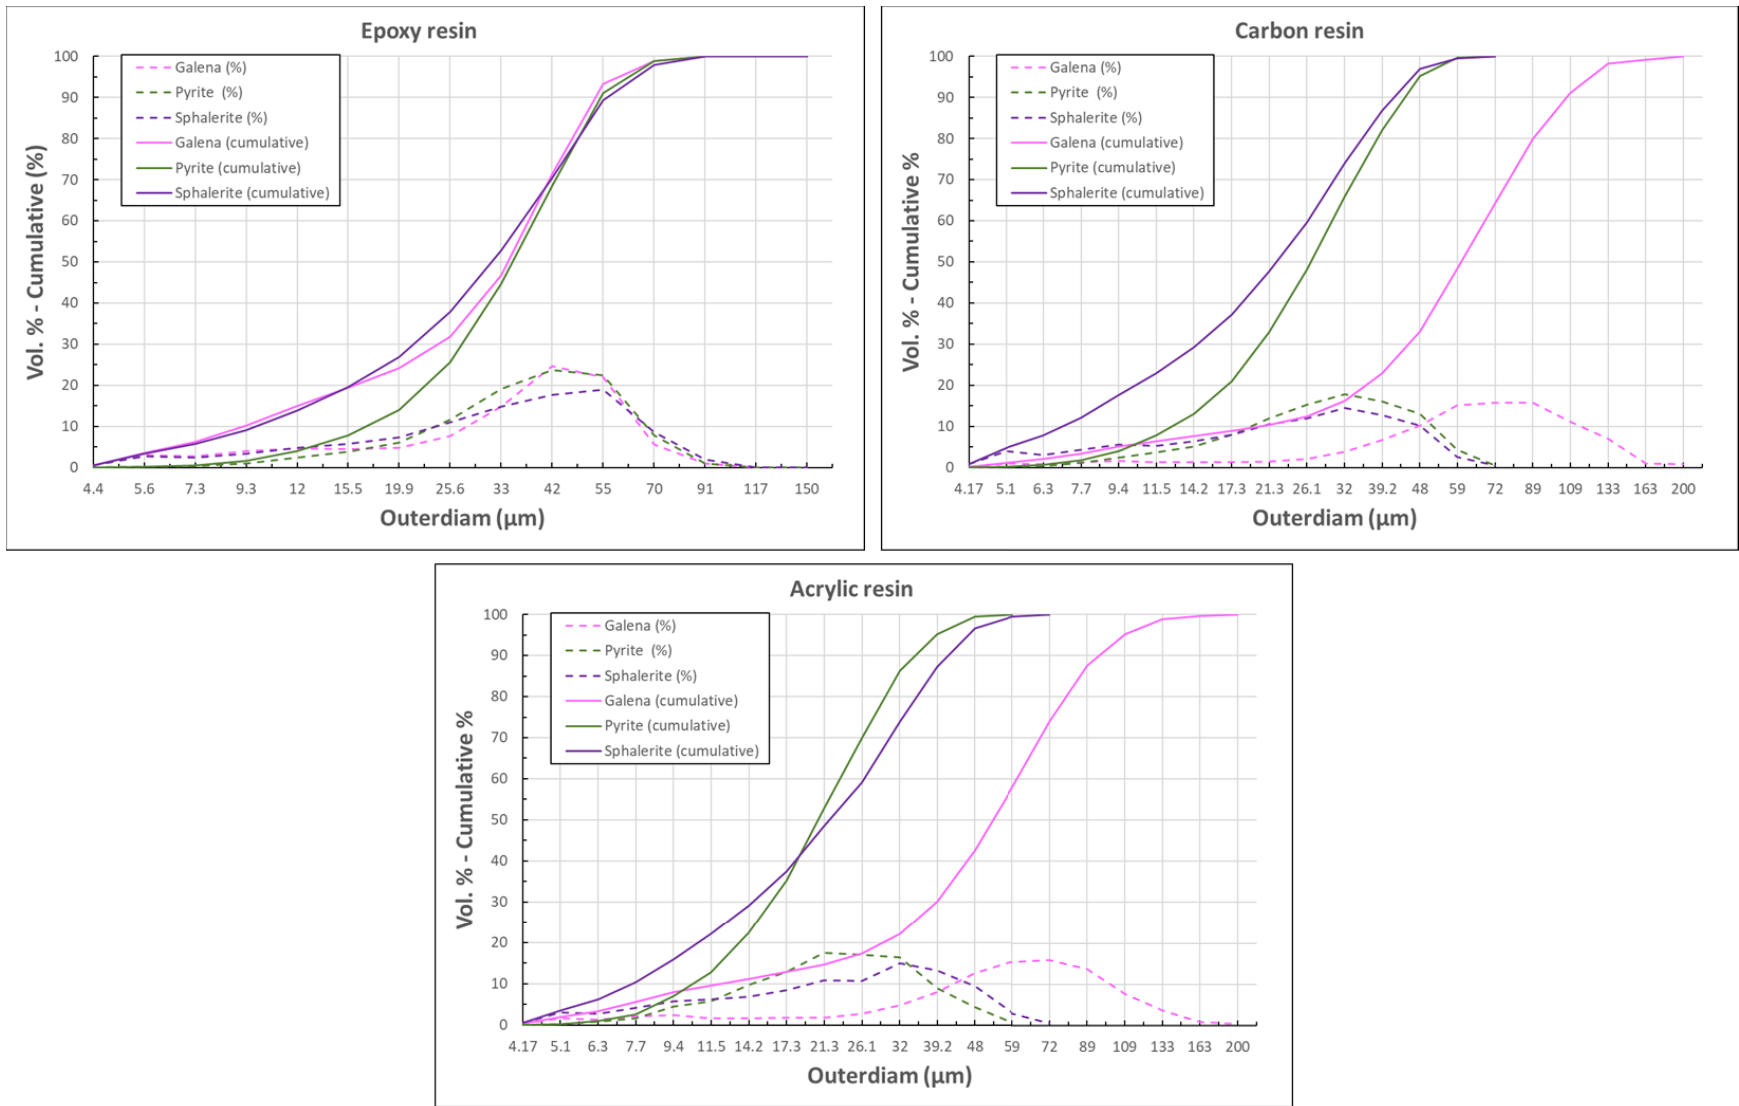 Epoxy resin
Vol. % - Cumulative (%)
100
90
80
70
60
50
40
30
20
10
0
Galena (%)
Pyrite (%)
Sphalerite (%)
Galena (cumulative)
Pyrite (cumulative)
Sphalerite (cumulative)
4.4 5.6 7.3 9.3 12 15.5 19.9 25.6 33 42 55 70 91 117 150
Outerdiam (µm)
Carbon resin
Vol. % - Cumulative %
100
90
80
70
60
50
40
30
20
10
0
Galena (%)
Pyrite (%)
Sphalerite (%)
Galena (cumulative)
Pyrite (cumulative)
Sphalerite (cumulative)
4.17 5.1 6.3 7.7 9.4 11.5 14.2 17.3 21.3 26.1 32 39.2 48 59 72 89 109 133 163 200
Outerdiam (µm)
Acrylic resin
Vol. % - Cumulative %
100
90
80
70
60
50
40
30
20
10
0
Galena (%)
Pyrite (%)
Sphalerite (%)
Galena (cumulative)
Pyrite (cumulative)
Sphalerite (cumulative)
4.17 5.1 6.3 7.7 9.4 11.5 14.2 17.3 21.3 26.1 32 39.2 48 59 72 89 109 133 163 200
Outerdiam (µm)